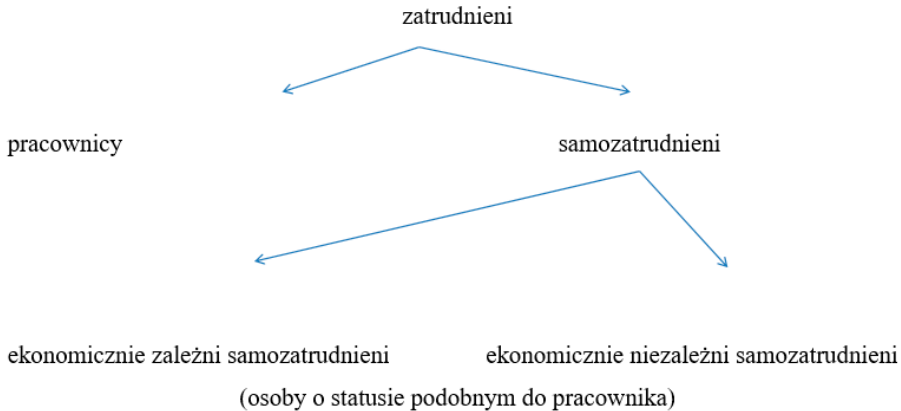 zatrudnieni
pracownicy samozatrudnieni
ekonomicznie zależni samozatrudnieni ekonomicznie niezależni samozatrudnieni
(osoby o statusie podobnym do pracownika)